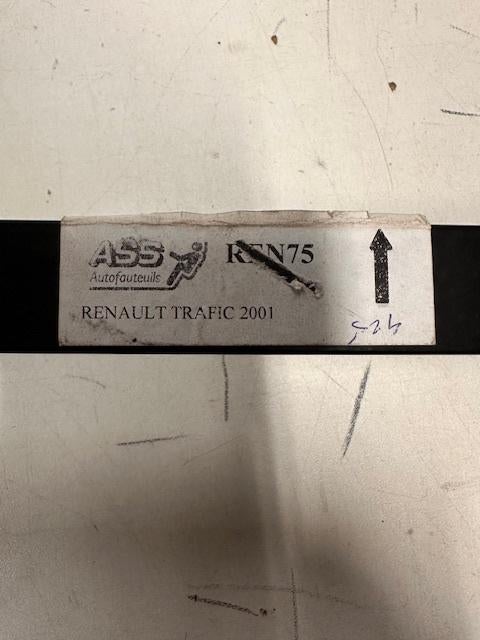 ASS
Autofauteuils
REN75
RENAULT TRAFIC 2001